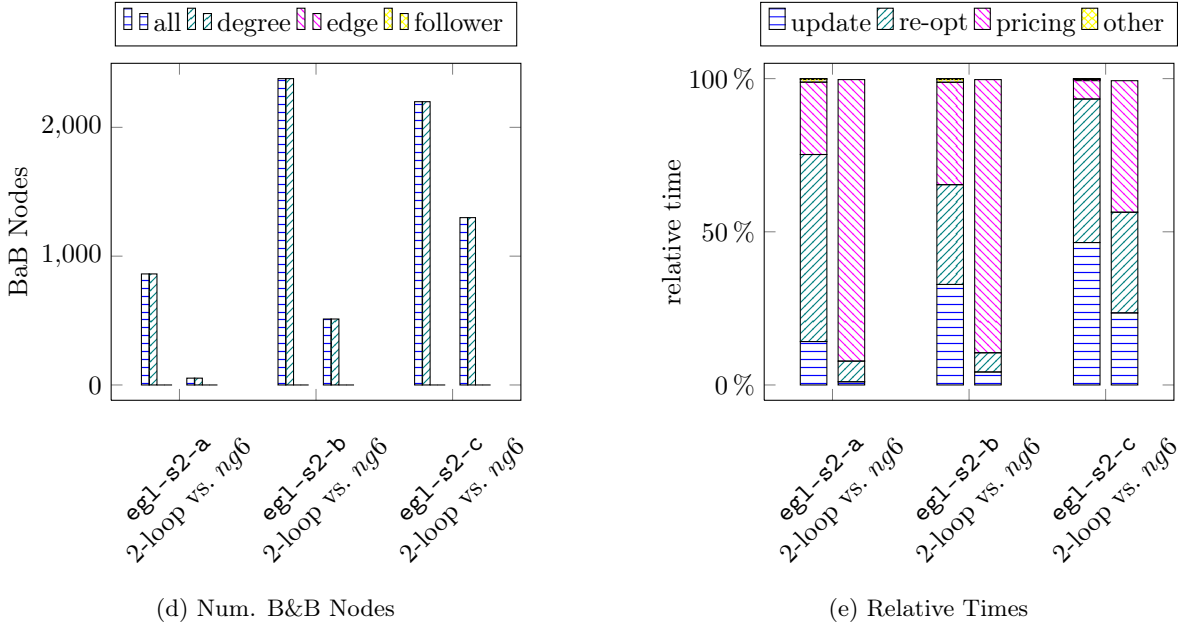 all degree edge follower
BaB Nodes
2,000
1,000
0
egl-s2-a
2-loop vs. ng6
egl-s2-b
2-loop vs. ng6
egl-s2-c
2-loop vs. ng6
(d) Num. B&B Nodes
update re-opt pricing other
relative time
100 %
50 %
0 %
egl-s2-a
2-loop vs. ng6
egl-s2-b
2-loop vs. ng6
egl-s2-c
2-loop vs. ng6
(e) Relative Times